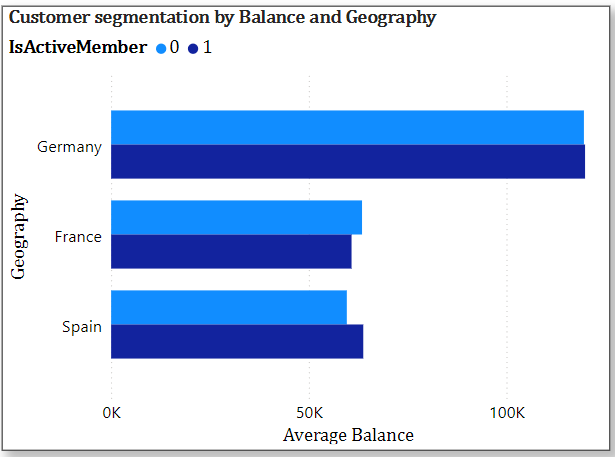 Customer segmentation by Balance and Geography
IsActiveMember 0 1
Germany
France
Spain
Geography
0K 50K 100K
Average Balance